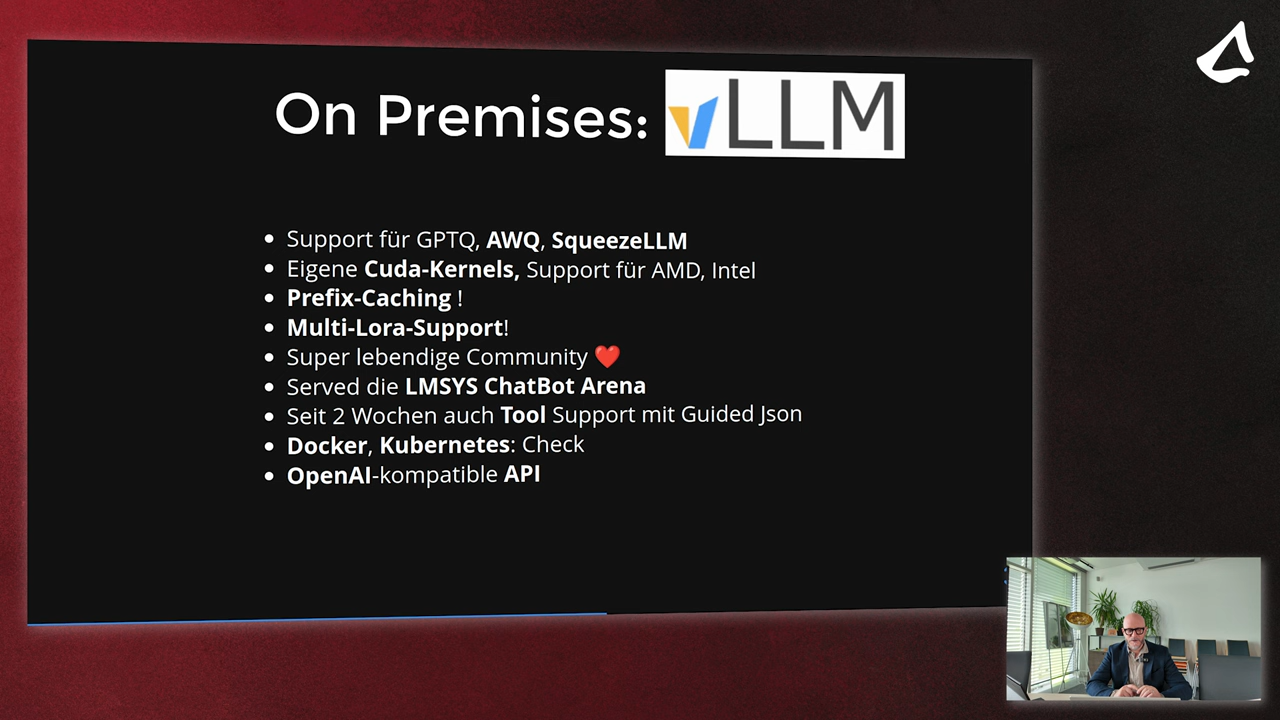 On Premises: vLLM
Support für GPTQ, AWQ, SqueezeLLM
Eigene Cuda-Kernels, Support für AMD, Intel
Prefix-Caching !
Multi-Lora-Support!
Super lebendige Community ❤️
Served die LMSYS ChatBot Arena
Seit 2 Wochen auch Tool Support mit Guided Json
Docker, Kubernetes: Check
OpenAI-kompatible API